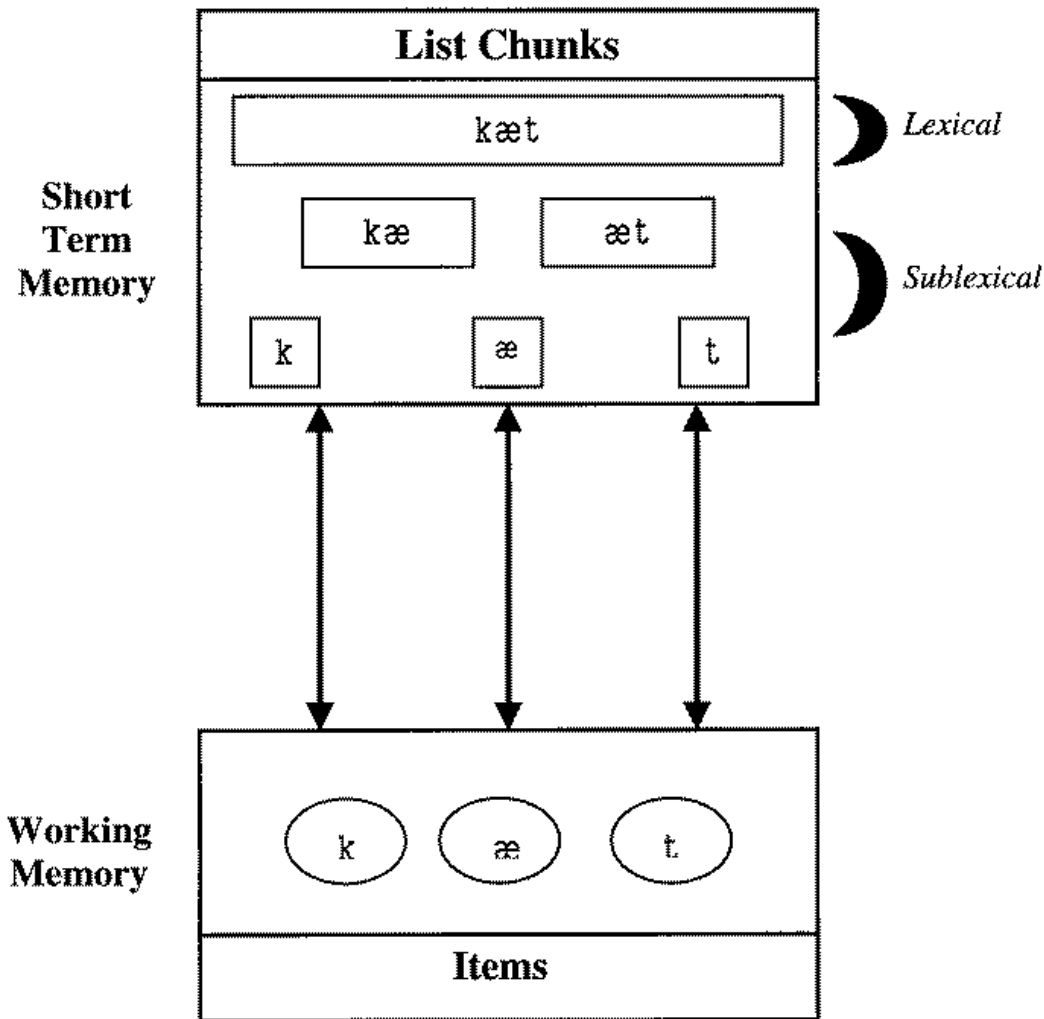 List Chunks
kæt
Lexical
Short
Term
Memory
kæ æt
Sublexical
k æ t
Working
Memory
k æ t
Items